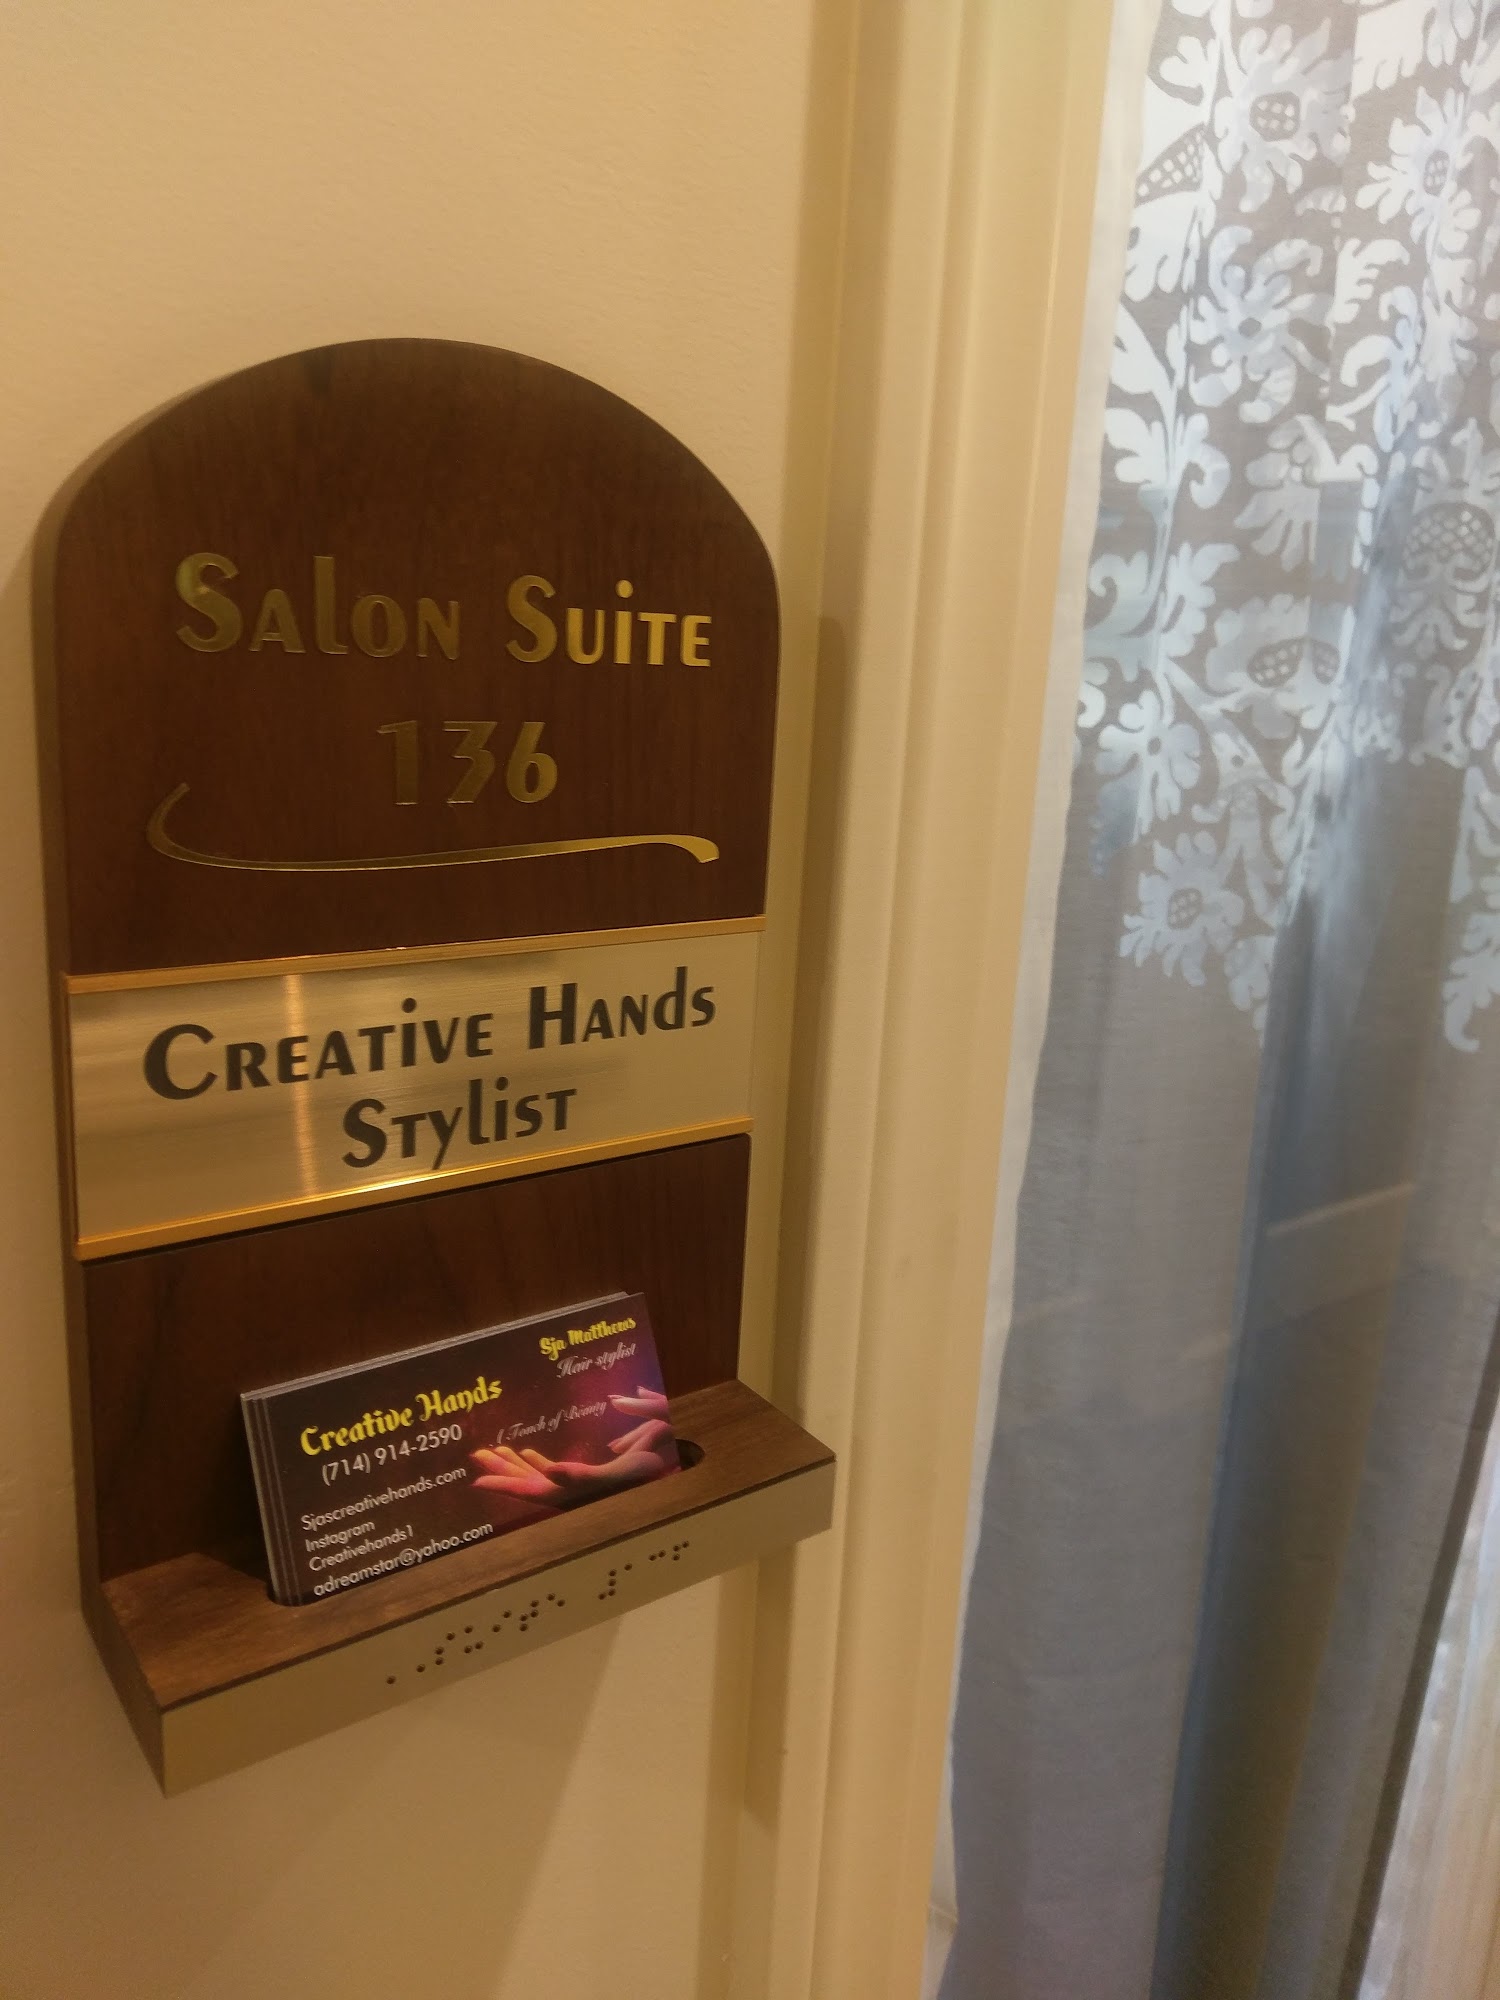 Salon Suite
136
Creative Hands
Stylist
Sja Matthews
Hair stylist
Creative Hands
(714) 914-2590
A Touch of Beauty
Sjascreativehands.com
Instagram
Creativehands1
adreamstar@yahoo.com